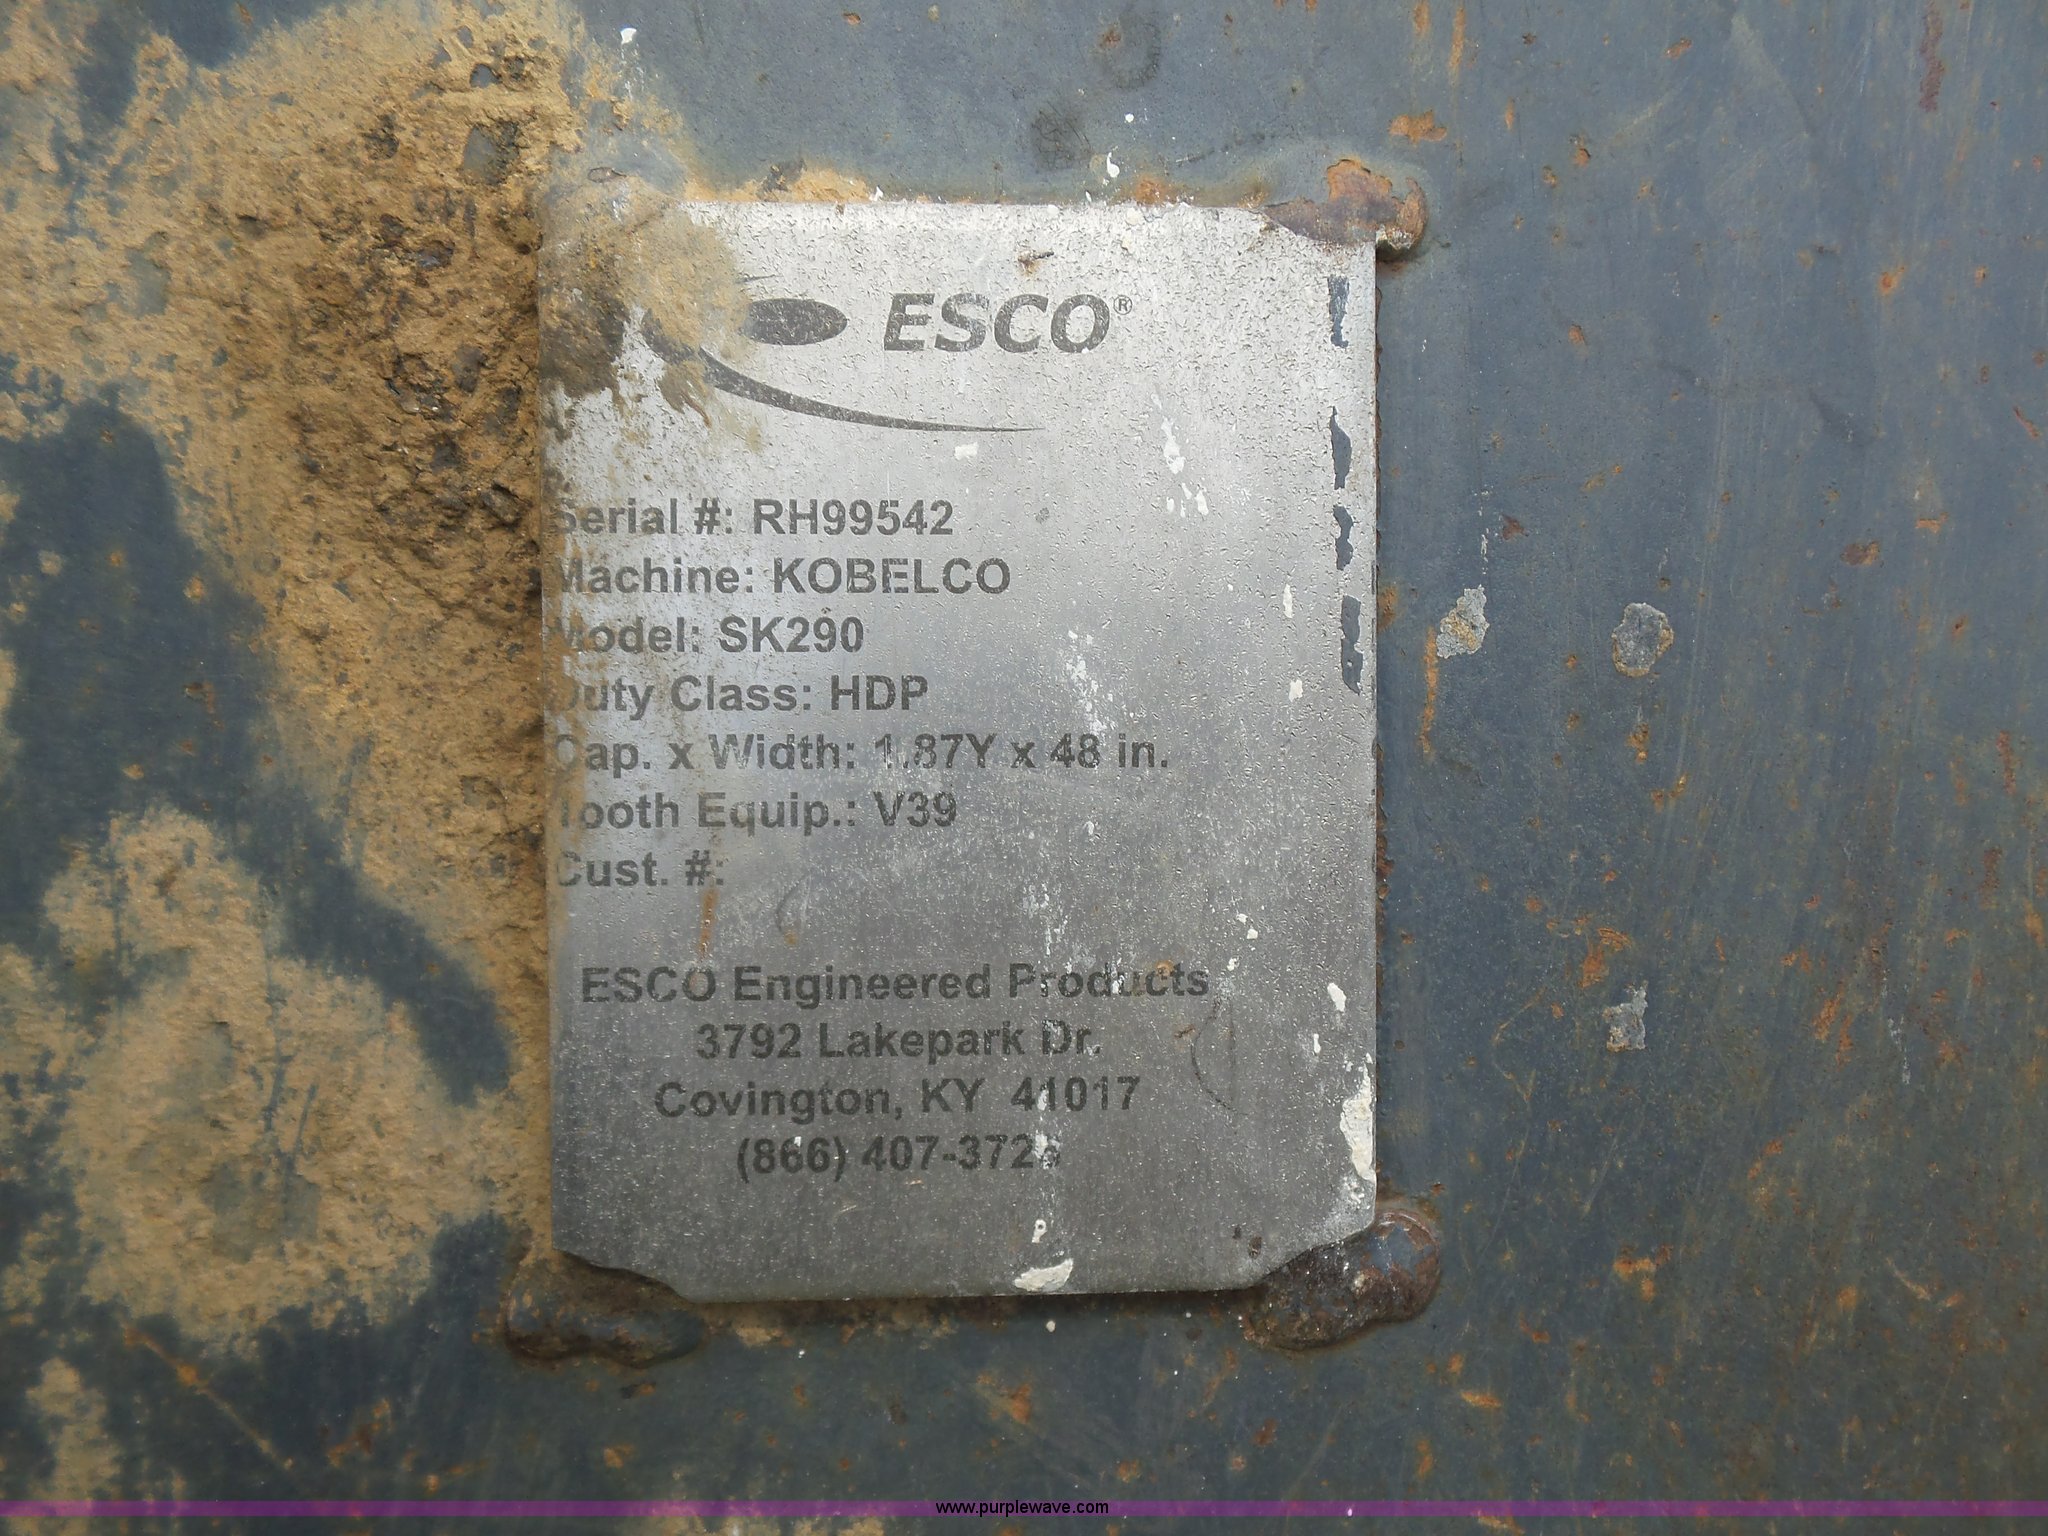 ESCO®
Serial #: RH99542
Machine: KOBELCO
Model: SK290
Duty Class: HDP
Cap. x Width: 1.87Y x 48 in.
Tooth Equip.: V39
Cust. #:
ESCO Engineered Products
3792 Lakepark Dr.
Covington, KY 41017
(866)
www.purplewave.com